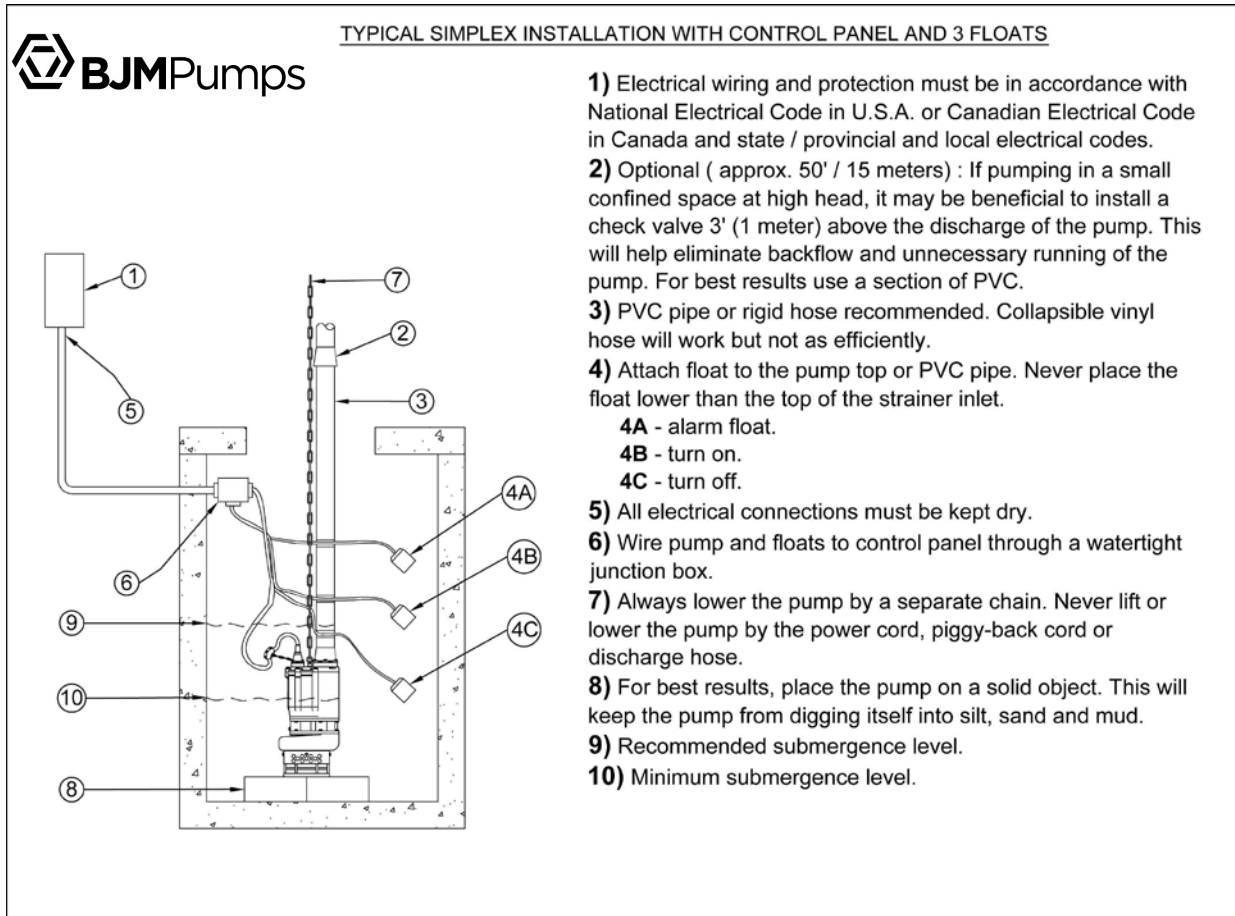 TYPICAL SIMPLEX INSTALLATION WITH CONTROL PANEL AND 3 FLOATS
BJMPumps
1) Electrical wiring and protection must be in accordance with
National Electrical Code in U.S.A. or Canadian Electrical Code
in Canada and state / provincial and local electrical codes.
2) Optional ( approx. 50' / 15 meters) : If pumping in a small
confined space at high head, it may be beneficial to install a
check valve 3' (1 meter) above the discharge of the pump. This
will help eliminate backflow and unnecessary running of the
pump. For best results use a section of PVC.
3) PVC pipe or rigid hose recommended. Collapsible vinyl
hose will work but not as efficiently.
4) Attach float to the pump top or PVC pipe. Never place the
float lower than the top of the strainer inlet.
4A - alarm float.
4B - turn on.
4C - turn off.
5) All electrical connections must be kept dry.
6) Wire pump and floats to control panel through a watertight
junction box.
7) Always lower the pump by a separate chain. Never lift or
lower the pump by the power cord, piggy-back cord or
discharge hose.
8) For best results, place the pump on a solid object. This will
keep the pump from digging itself into silt, sand and mud.
9) Recommended submergence level.
10) Minimum submergence level.
1
7
2
3
5
4A
4B
6
9
4C
10
8